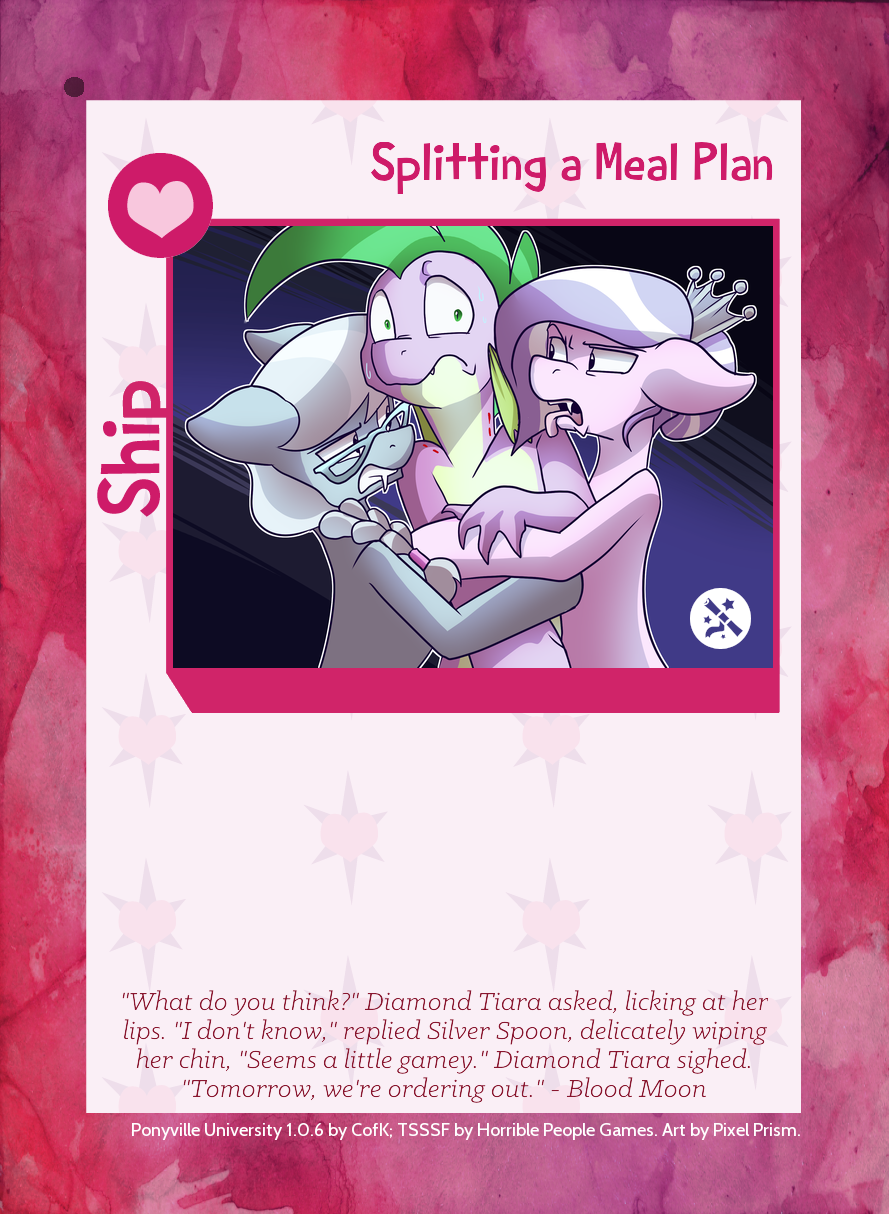 Splitting a Meal Plan
Ship
"What do you think?" Diamond Tiara asked, licking at her
lips. "I don't know," replied Silver Spoon, delicately wiping
her chin, "Seems a little gamey." Diamond Tiara sighed.
"Tomorrow, we're ordering out." - Blood Moon
Ponyville University 1.0.6 by CofK; TSSSF by Horrible People Games. Art by Pixel Prism.